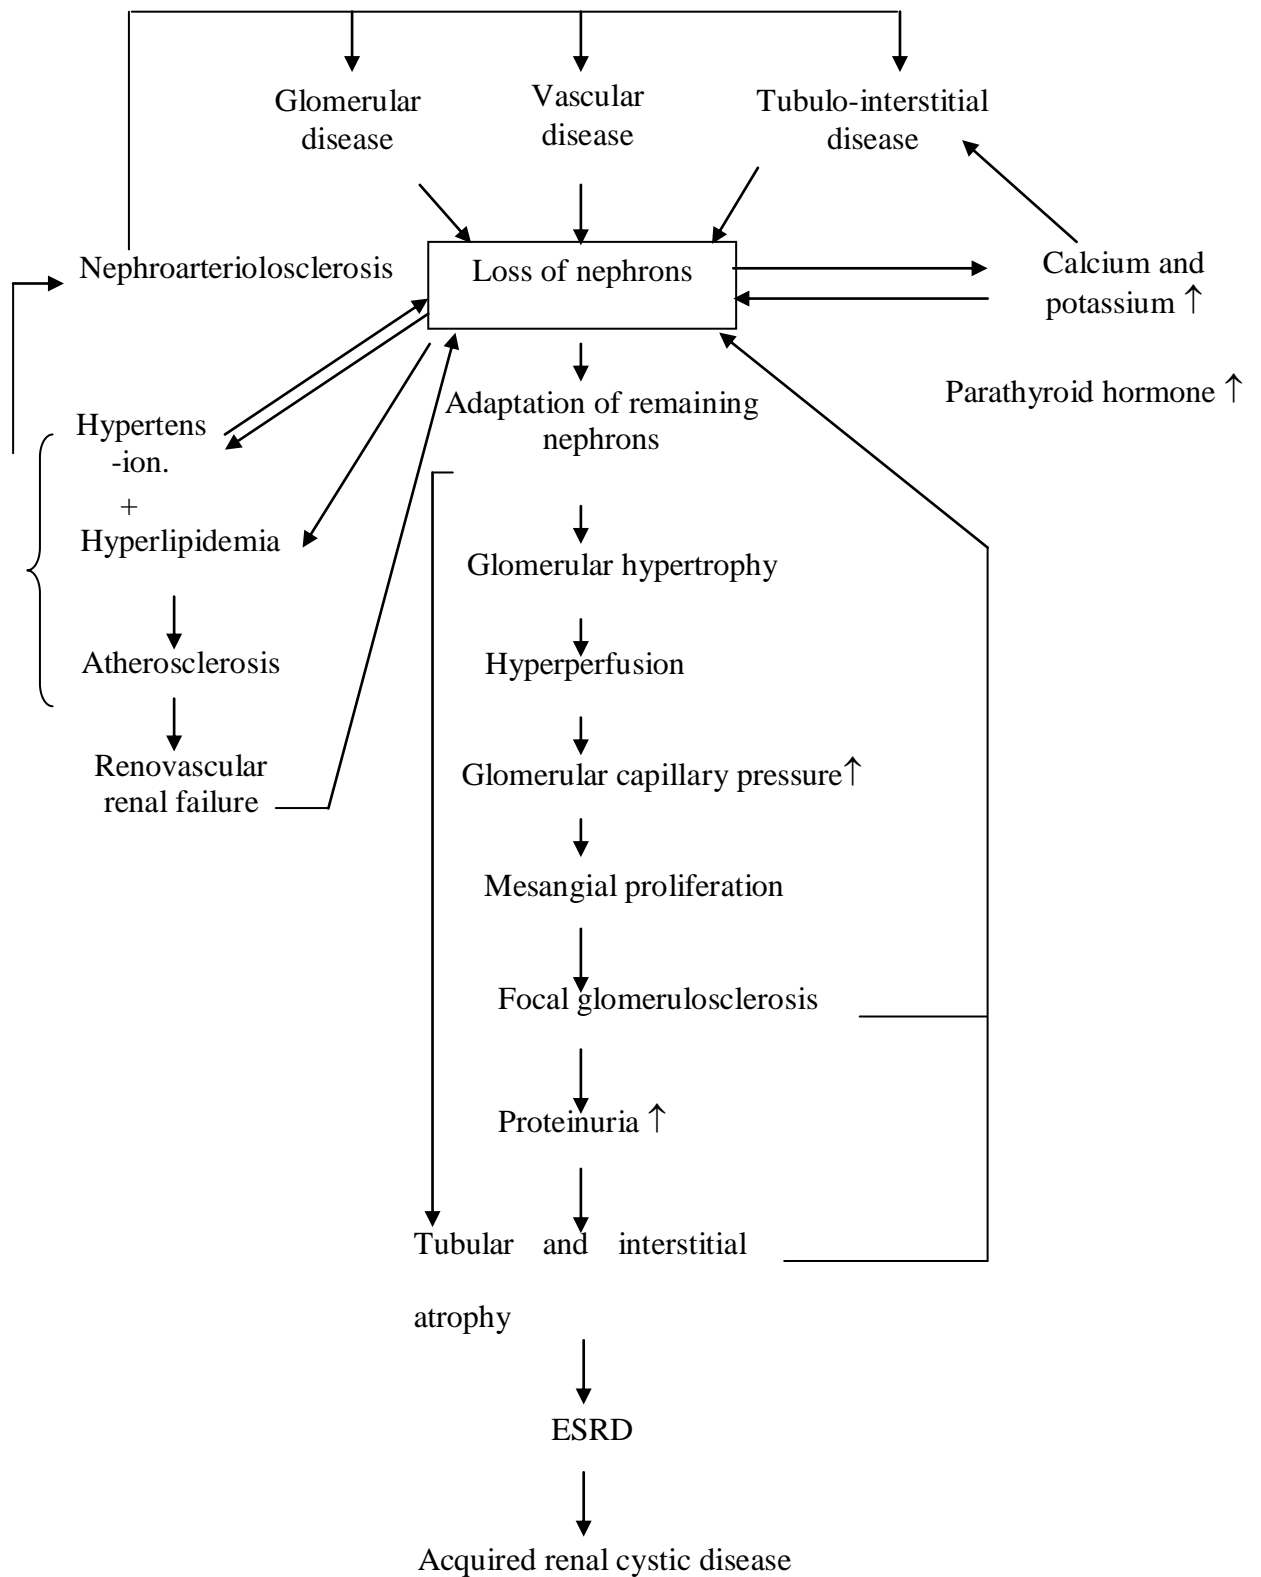 Glomerular
disease
Vascular
disease
Tubulo-interstitial
disease
Nephroarteriolosclerosis
Loss of nephrons
Calcium and
potassium ↑
Parathyroid hormone ↑
Adaptation of remaining
nephrons
Hypertens
-ion.
+
Hyperlipidemia
Glomerular hypertrophy
Atherosclerosis
Hyperperfusion
Renovascular
renal failure
Glomerular capillary pressure↑
Mesangial proliferation
Focal glomerulosclerosis
Proteinuria ↑
Tubular and interstitial
atrophy
ESRD
Acquired renal cystic disease